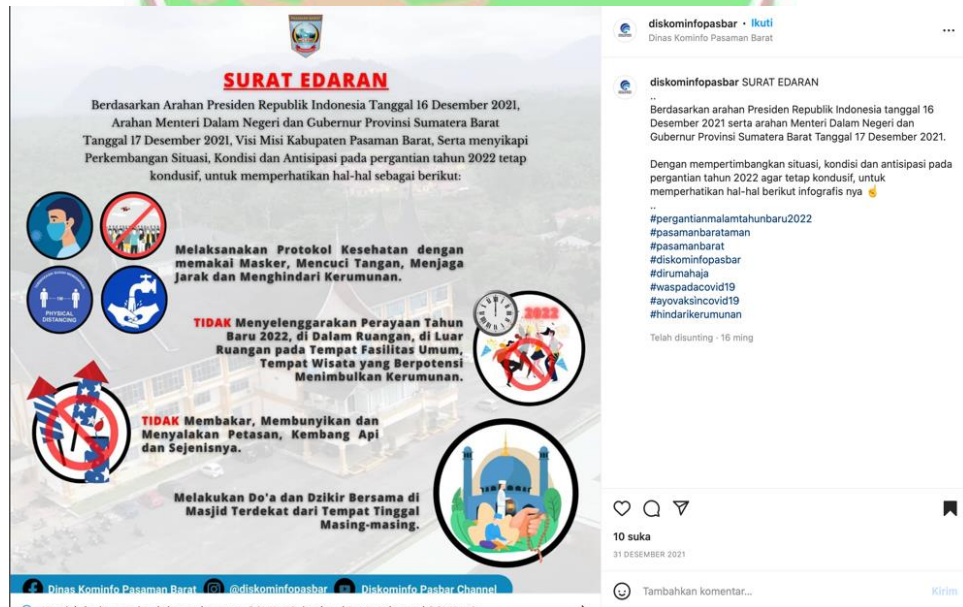 SURAT EDARAN
Berdasarkan Arahan Presiden Republik Indonesia Tanggal 16 Desember 2021,
Arahan Menteri Dalam Negeri dan Gubernur Provinsi Sumatera Barat
Tanggal 17 Desember 2021, Visi Misi Kabupaten Pasaman Barat, Serta menyikapi
Perkembangan Situasi, Kondisi dan Antisipasi pada pergantian tahun 2022 tetap
kondusif, untuk memperhatikan hal-hal sebagai berikut:
Melaksanakan Protokol Kesehatan dengan
memakai Masker, Mencuci Tangan, Menjaga
Jarak dan Menghindari Kerumunan.
PHYSICAL
DISTANCING
2022
TIDAK Menyelenggarakan Perayaan Tahun
Baru 2022, di Dalam Ruangan, di Luar
Ruangan pada Tempat Fasilitas Umum,
Tempat Wisata yang Berpotensi
Menimbulkan Kerumunan.
TIDAK Membakar, Membunyikan dan
Menyalakan Petasan, Kembang Api
dan Sejenisnya.
Melakukan Do'a dan Dzikir Bersama di
Masjid Terdekat dari Tempat Tinggal
Masing-masing.
Dinas Kominfo Pasaman Barat @diskominfopasbar Diskominfo Pasbar Channel
diskominfopasbar • Ikuti
Dinas Kominfo Pasaman Barat
diskominfopasbar SURAT EDARAN
..
Berdasarkan arahan Presiden Republik Indonesia tanggal 16
Desember 2021 serta arahan Menteri Dalam Negeri dan
Gubernur Provinsi Sumatera Barat Tanggal 17 Desember 2021.
Dengan mempertimbangkan situasi, kondisi dan antisipasi pada
pergantian tahun 2022 agar tetap kondusif, untuk
memperhatikan hal-hal berikut infografis nya ☝
..
#pergantianmalamtahunbaru2022
#pasamanbarataman
#pasamanbarat
#diskominfopasbar
#dirumahaja
#waspadacovid19
#ayovaksincovid19
#hindarikerumunan
Telah disunting · 16 ming
10 suka
31 DESEMBER 2021
Tambahkan komentar...
Kirim